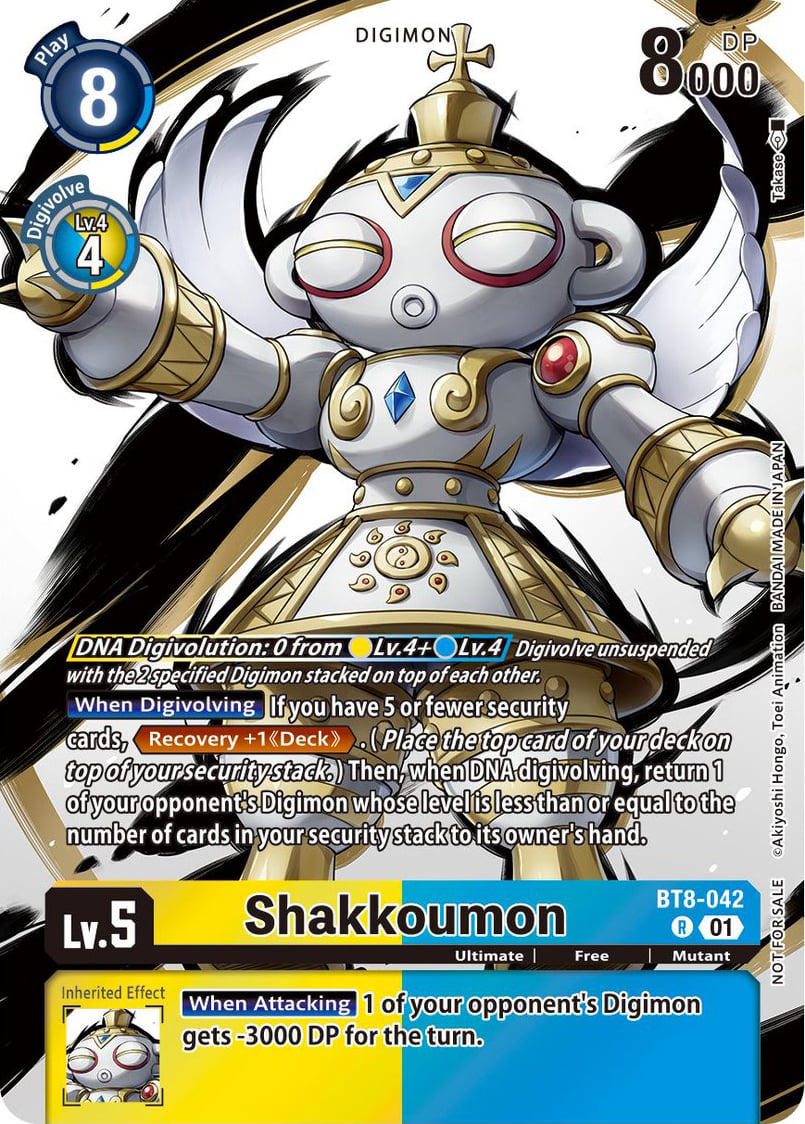 DIGIMON
Play
8
DP
8000
Takase
Digivolve
Lv.4
4
DNA Digivolution: 0 from Lv.4+Lv.4 Digivolve unsuspended
with the 2 specified Digimon stacked on top of each other.
When Digivolving If you have 5 or fewer security
cards, Recovery +1《Deck》. (Place the top card of your deck on
top of your security stack.) Then, when DNA digivolving, return 1
of your opponent's Digimon whose level is less than or equal to the
number of cards in your security stack to its owner's hand.
©Akiyoshi Hongo, Toei Animation BANDAI MADE IN JAPAN
NOT FOR SALE
Lv.5
Shakkoumon
BT8-042
R 01
Ultimate | Free | Mutant
Inherited Effect
When Attacking 1 of your opponent's Digimon
gets -3000 DP for the turn.